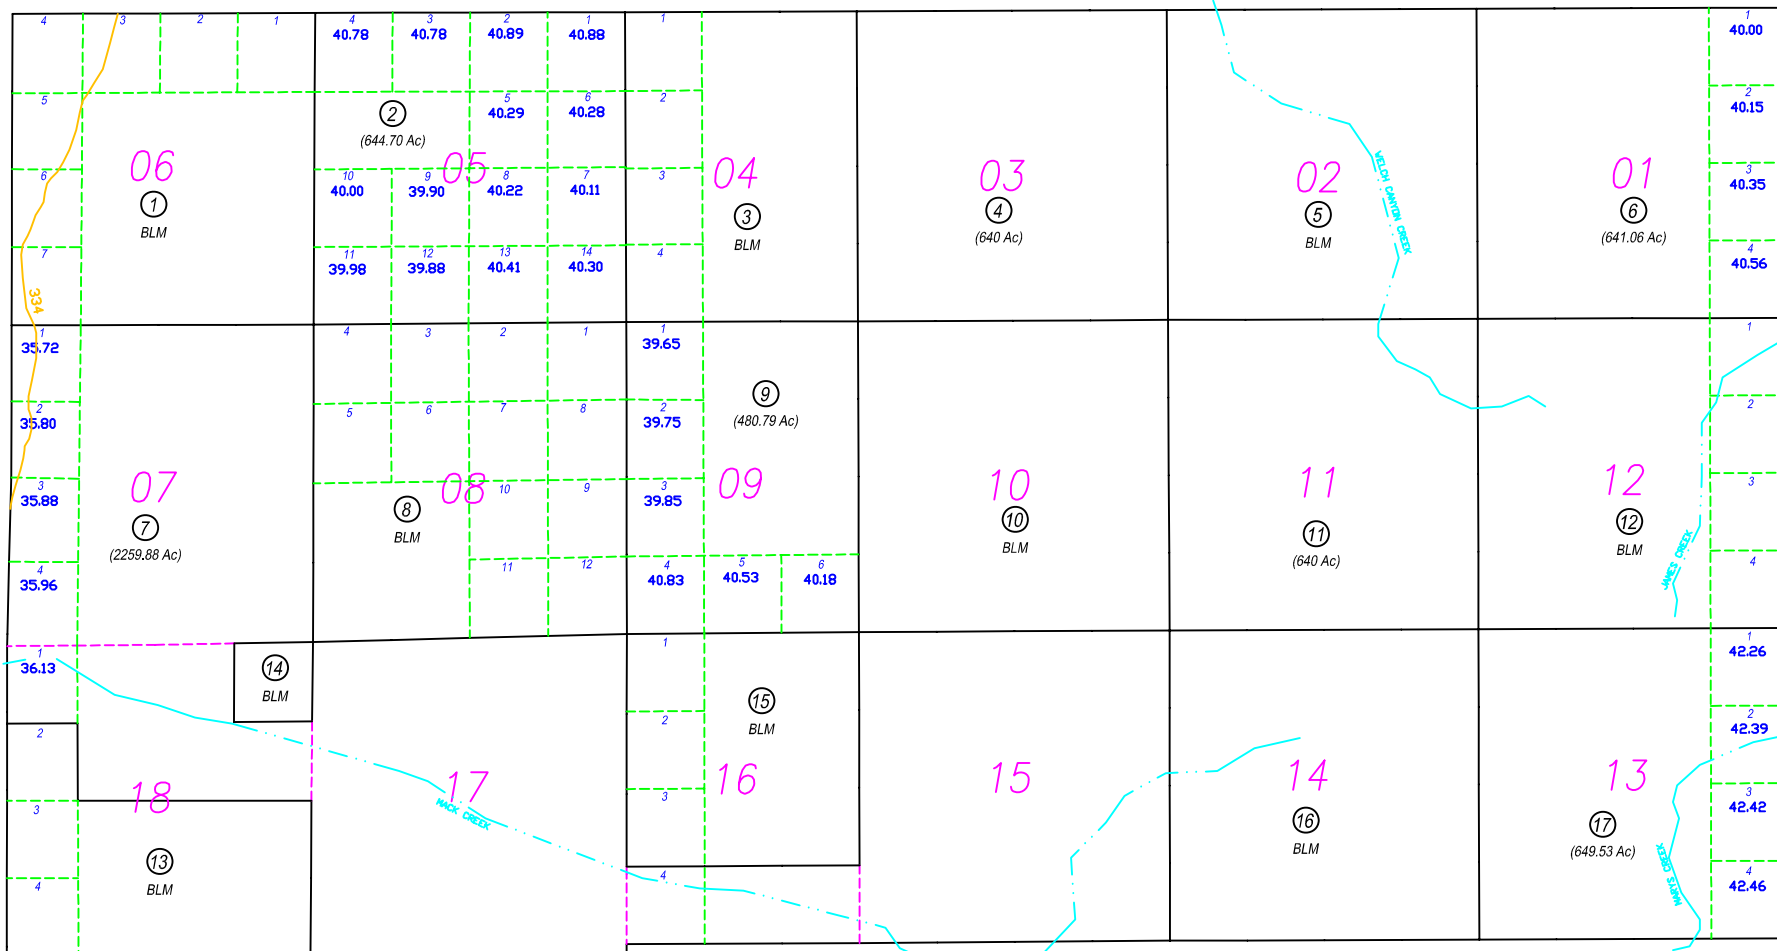 4 3 2 1 4 3 2 1 1 1
40.78 40.78 40.89 40.88 40.00
5 5 6 2 2
40.29 40.28 40.15
2
(644.70 Ac)
06 05 04 03 02 01
6 10 9 8 7 3 3
40.00 39.90 40.22 40.11 40.35
1 3 4 5 6
BLM BLM (640 Ac) BLM (641.06 Ac)
WELCH CANYON CREEK
7 11 12 13 14 4 4
39.98 39.88 40.41 40.30 40.56
334
1 4 3 2 1 1 1
35.72 39.65
9
(480.79 Ac)
2 5 6 7 8 2 2
35.80 39.75
07 08 09 10 11 12
3 10 9 3 3
35.88 39.85
7 8 10 11 12
(2259.88 Ac) BLM BLM (640 Ac) BLM
JAMES CREEK
4 11 12 4 5 6 4
35.96 40.83 40.53 40.18
1 1 1
36.13 42.26
14 15
BLM BLM
2 2 2
42.39
18 17 16 15 14 13
3 3 3
42.42
MACK CREEK
13 16 17
BLM BLM (649.53 Ac)
MARYS CREEK
4 4 4
42.46